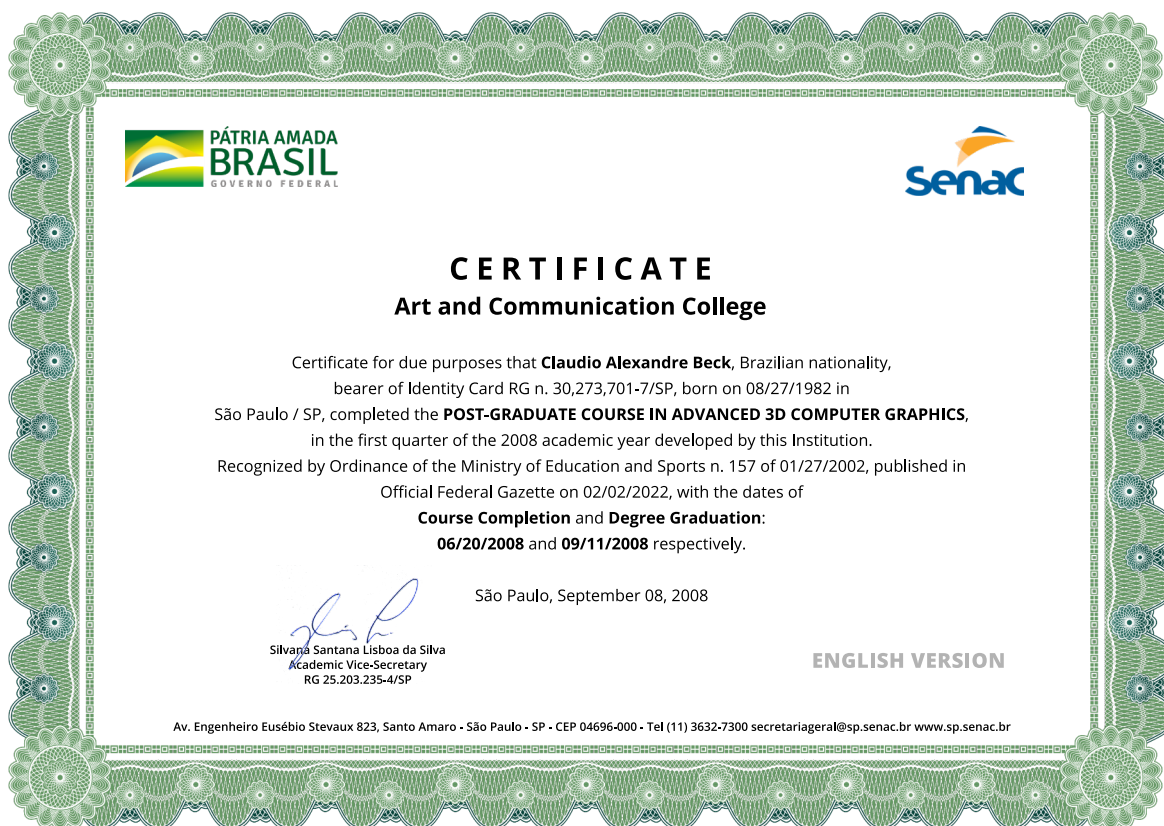 PÁTRIA AMADA
BRASIL
GOVERNO FEDERAL
Senac
CERTIFICATE
Art and Communication College
Certificate for due purposes that Claudio Alexandre Beck, Brazilian nationality,
bearer of Identity Card RG n. 30,273,701-7/SP, born on 08/27/1982 in
São Paulo / SP, completed the POST-GRADUATE COURSE IN ADVANCED 3D COMPUTER GRAPHICS,
in the first quarter of the 2008 academic year developed by this Institution.
Recognized by Ordinance of the Ministry of Education and Sports n. 157 of 01/27/2002, published in
Official Federal Gazette on 02/02/2022, with the dates of
Course Completion and Degree Graduation:
06/20/2008 and 09/11/2008 respectively.
São Paulo, September 08, 2008
Silvana Santana Lisboa da Silva
Academic Vice-Secretary
RG 25.203.235-4/SP
ENGLISH VERSION
Av. Engenheiro Eusébio Stevaux 823, Santo Amaro - São Paulo - SP - CEP 04696-000 - Tel (11) 3632-7300 secretariageral@sp.senac.br www.sp.senac.br